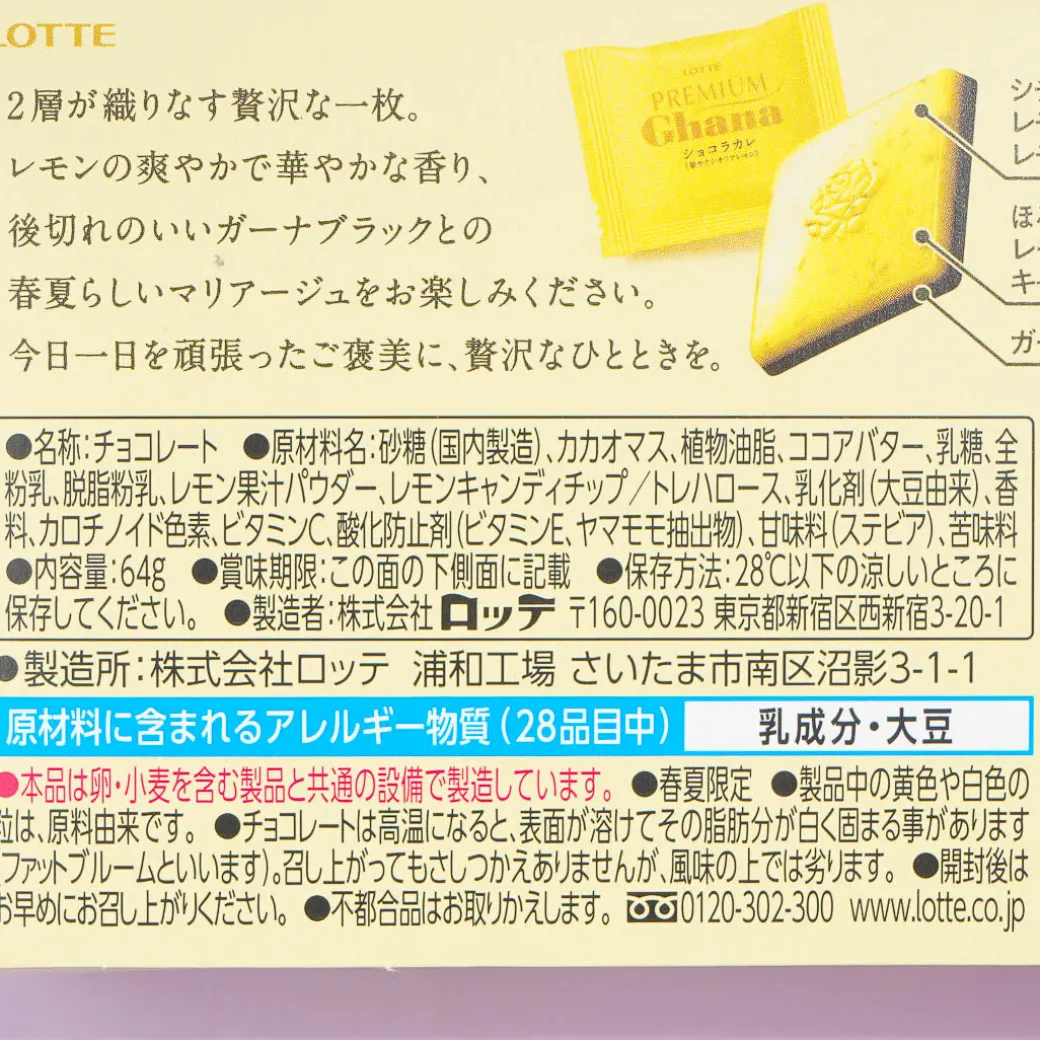 LOTTE
2層が織りなす贅沢な一枚。
レモンの爽やかで華やかな香り、
後切れのいいガーナブラックとの
春夏らしいマリアージュをお楽しみください。
今日一日を頑張ったご褒美に、贅沢なひとときを。
LOTTE
PREMIUM
Ghana
ショコラカレ
《華やぐシチリアレモン》
シチ
レモ
レモ
ほ
レー
キー
ガー
●名称:チョコレート ●原材料名:砂糖(国内製造)、カカオマス、植物油脂、ココアバター、乳糖、全
粉乳、脱脂粉乳、レモン果汁パウダー、レモンキャンディチップ/トレハロース、乳化剤(大豆由来)、香
料、カロチノイド色素、ビタミンC、酸化防止剤(ビタミンE、ヤマモモ抽出物)、甘味料(ステビア)、苦味料
●内容量:64g ●賞味期限:この面の下側面に記載 ●保存方法:28℃以下の涼しいところに
保存してください。 ●製造者:株式会社ロッテ 〒160-0023 東京都新宿区西新宿3-20-1
●製造所:株式会社ロッテ 浦和工場 さいたま市南区沼影3-1-1
原材料に含まれるアレルギー物質(28品目中) 乳成分・大豆
●本品は卵・小麦を含む製品と共通の設備で製造しています。 ●春夏限定 ●製品中の黄色や白色の
粒は、原料由来です。 ●チョコレートは高温になると、表面が溶けてその脂肪分が白く固まる事があります
(ファットブルームといいます)。召し上がってもさしつかえありませんが、風味の上では劣ります。 ●開封後は
お早めにお召し上がりください。 ●不都合品はお取りかえします。 0120-302-300 www.lotte.co.jp